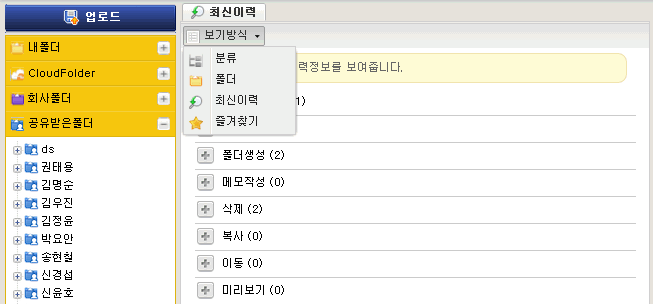 업로드
내폴더
CloudFolder
회사폴더
공유받은폴더
ds
권태용
김명순
김우진
김정윤
박요안
송현철
신경섭
신윤호
최신이력
보기방식
분류
폴더
최신이력
즐겨찾기
력정보를 보여줍니다.
1)
폴더생성 (2)
메모작성 (0)
삭제 (2)
복사 (0)
이동 (0)
미리보기 (0)